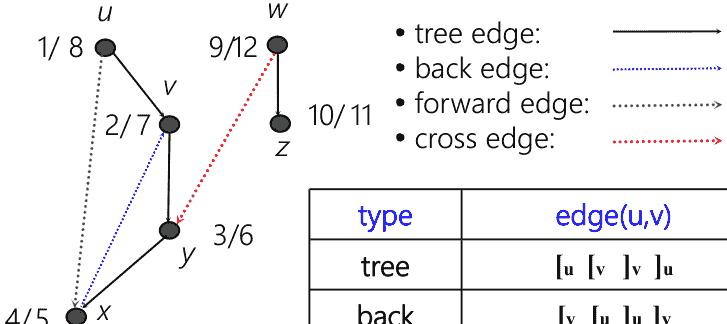 u
w
1/ 8
9/12
v
2/ 7
10/ 11
z
y
3/6
4/5
x
• tree edge:
• back edge:
• forward edge:
• cross edge:
type edge(u,v)
tree [u [v ]v ]u
back [v [u ]u ]v